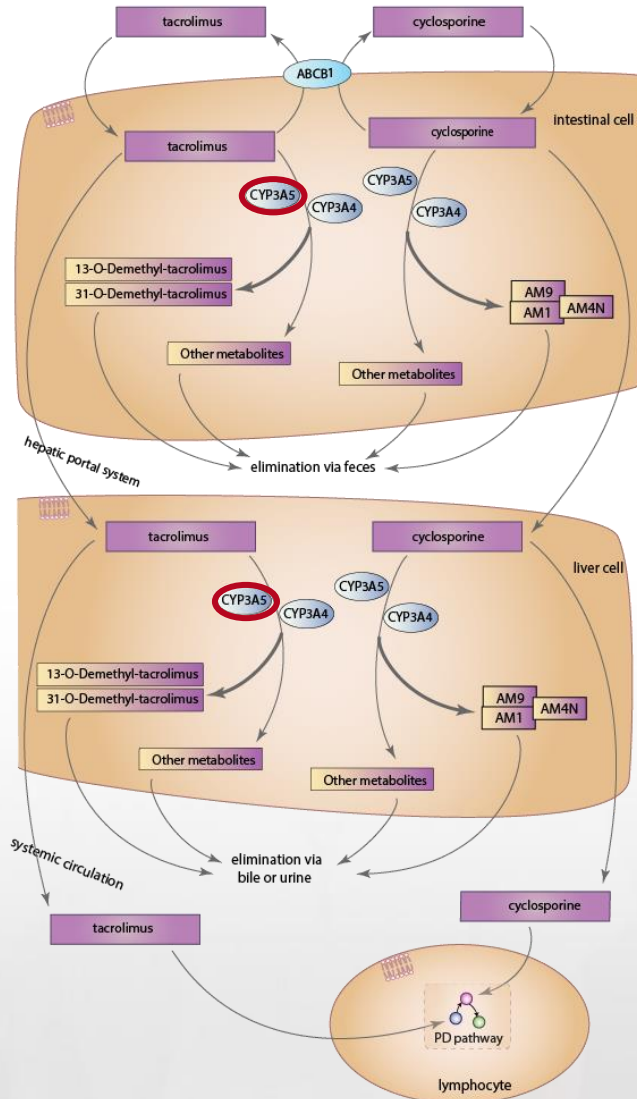 tacrolimus
cyclosporine
ABCB1
intestinal cell
tacrolimus
cyclosporine
CYP3A5
CYP3A4
CYP3A5
CYP3A4
13-O-Demethyl-tacrolimus
31-O-Demethyl-tacrolimus
AM9
AM1
AM4N
Other metabolites
Other metabolites
elimination via feces
hepatic portal system
tacrolimus
cyclosporine
liver cell
CYP3A5
CYP3A4
CYP3A5
CYP3A4
13-O-Demethyl-tacrolimus
31-O-Demethyl-tacrolimus
AM9
AM1
AM4N
Other metabolites
Other metabolites
elimination via
bile or urine
systemic circulation
tacrolimus
cyclosporine
PD pathway
lymphocyte